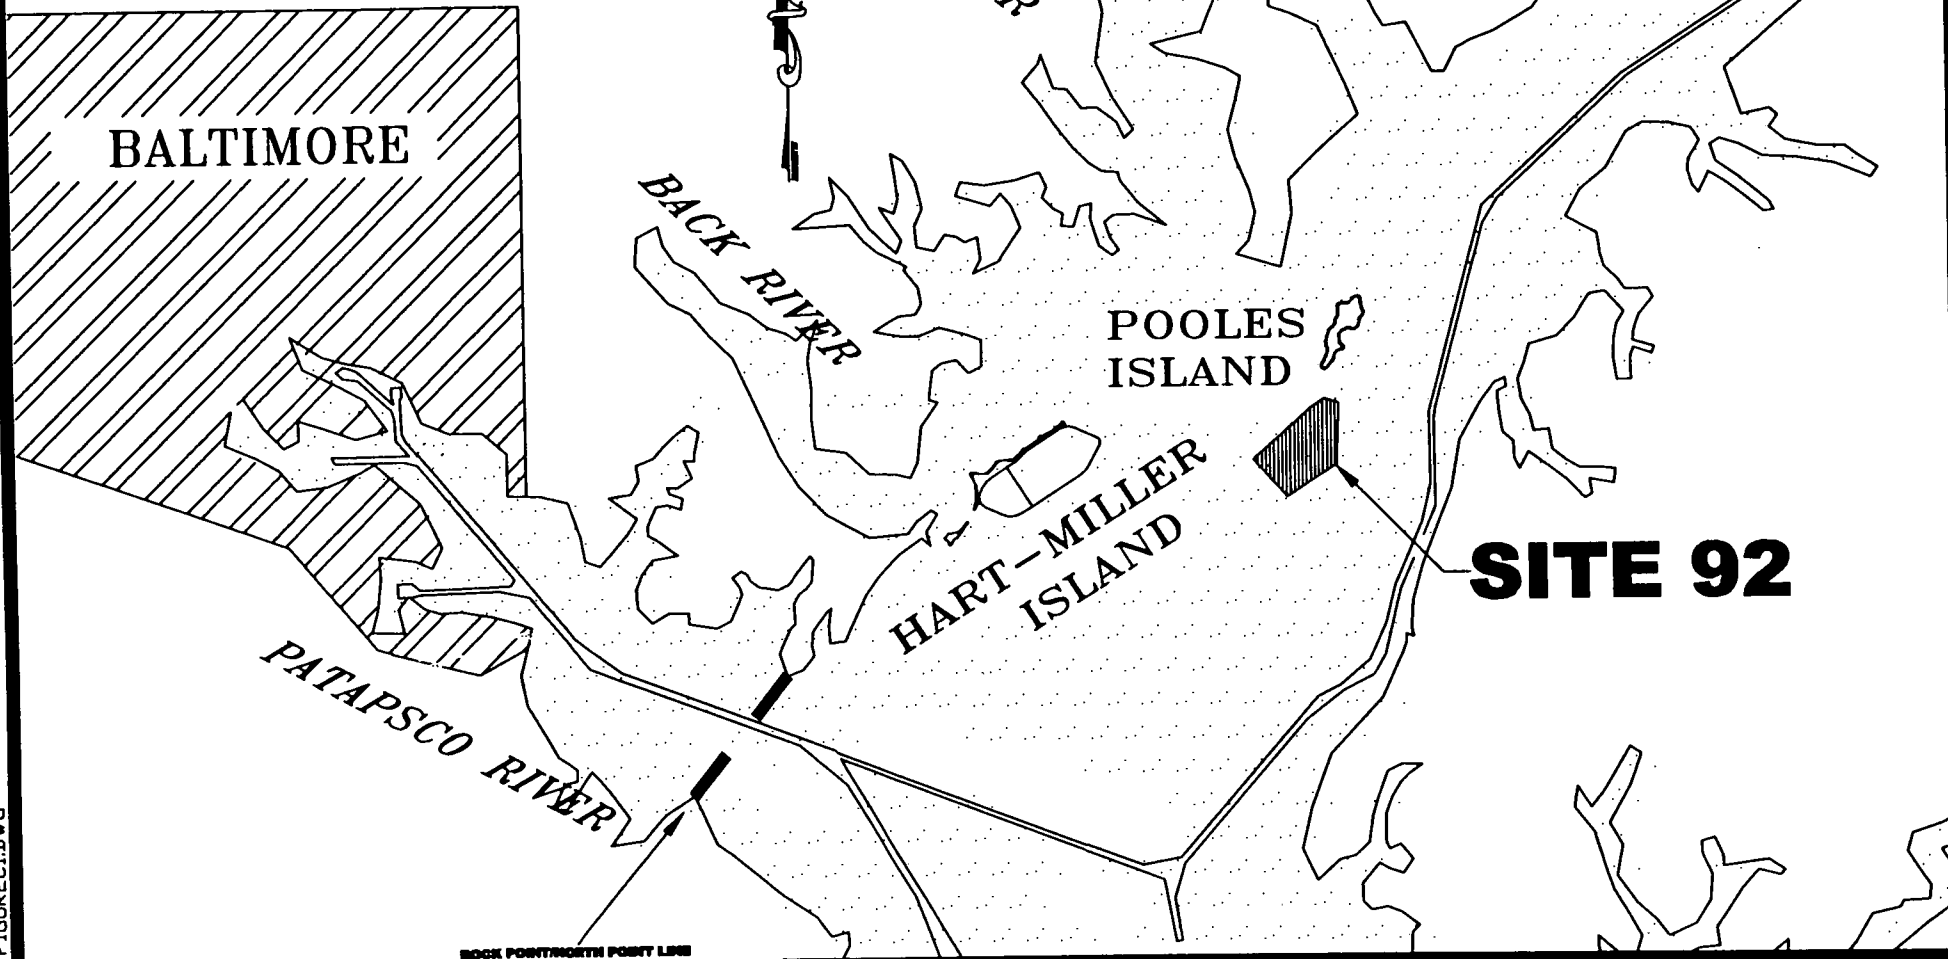 BALTIMORE
BACK RIVER
POOLES
ISLAND
HART-MILLER
ISLAND
SITE 92
PATAPSCO RIVER
ROCK POINT/NORTH POINT LINE